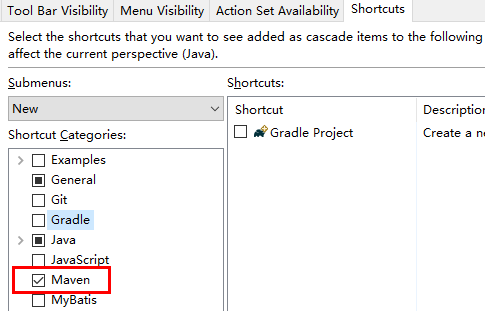 Tool Bar Visibility Menu Visibility Action Set Availability Shortcuts
Select the shortcuts that you want to see added as cascade items to the following
affect the current perspective (Java).
Submenus:
Shortcuts:
New
Shortcut Descriptio
Shortcut Categories:
Gradle Project Create a ne
Examples
General
Git
Gradle
Java
JavaScript
Maven
MyBatis